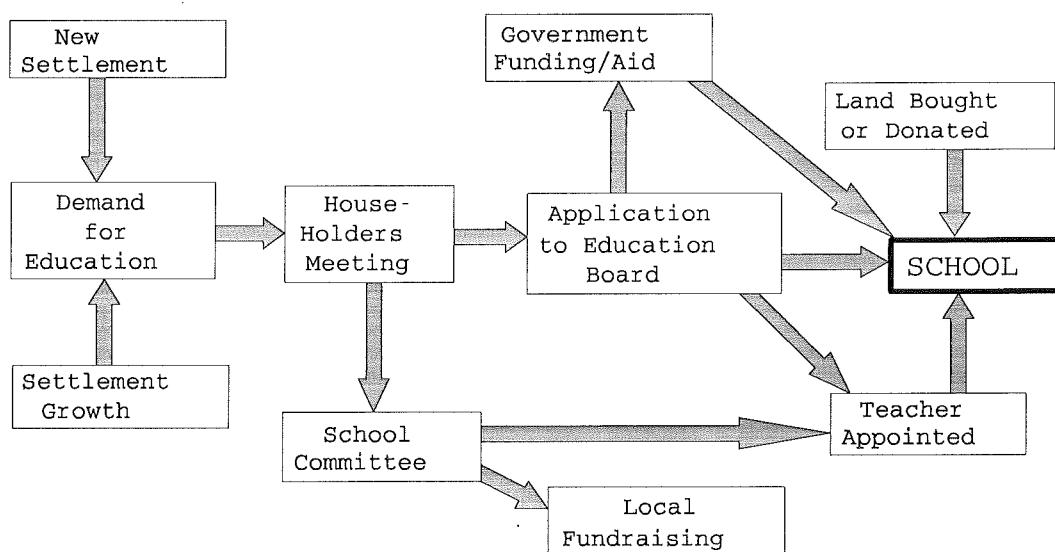 New
Settlement
Government
Funding/Aid
Land Bought
or Donated
Demand
for
Education
House-
Holders
Meeting
Application
to Education
Board
SCHOOL
Settlement
Growth
School
Committee
Teacher
Appointed
Local
Fundraising